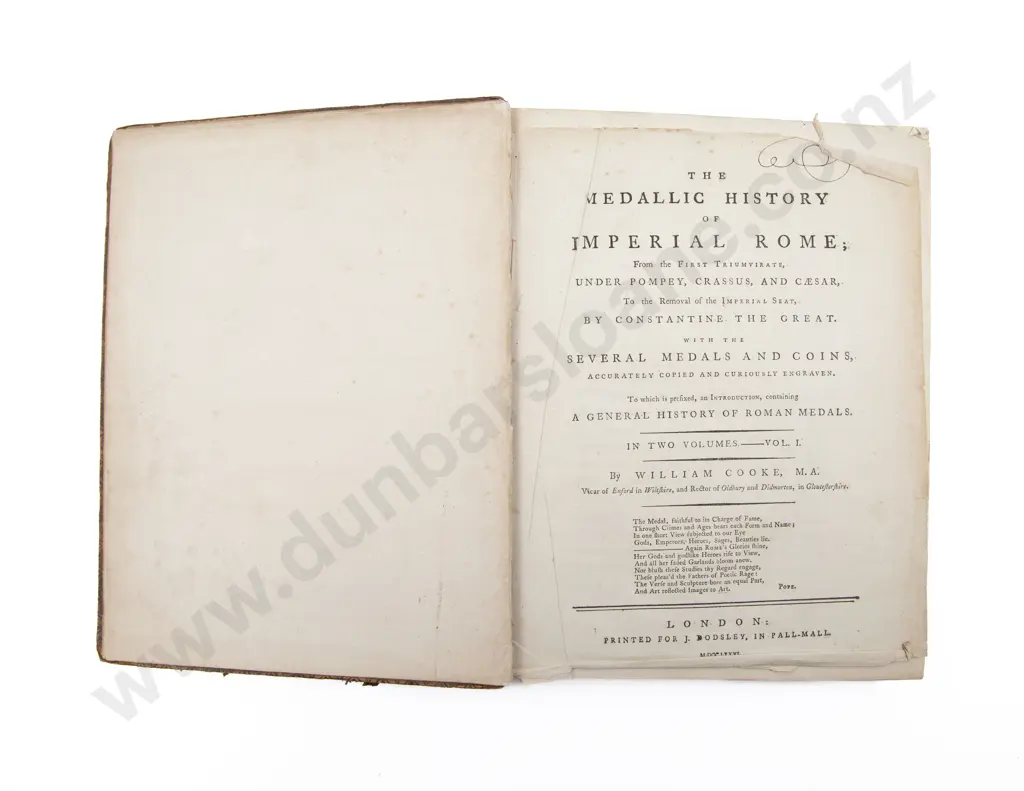 THE
MEDALLIC HISTORY
OF
IMPERIAL ROME;
From the FIRST TRIUMVIRATE,
UNDER POMPEY, CRASSUS, AND CÆSAR,
To the Removal of the IMPERIAL SEAT,
BY CONSTANTINE THE GREAT.
WITH THE
SEVERAL MEDALS AND COINS,
ACCURATELY COPIED AND CURIOUSLY ENGRAVEN.
To which is prefixed, an INTRODUCTION, containing
A GENERAL HISTORY OF ROMAN MEDALS.
IN TWO VOLUMES.——VOL. I.
By WILLIAM COOKE, M.A.
Vicar of Enford in Wiltſhire, and Rector of Oldbury and Didmarton, in Glouceſterſhire.
The Medal, faithful to its Charge of Fame,
Through Climes and Ages bears each Form and Name;
In one ſhort View ſubjected to our Eye
Gods, Emperors, Heroes, Sages, Beauties lie.
——— Again ROME's Glories ſhine,
Her Gods and godlike Heroes riſe to View,
And all her faded Garlands bloom anew.
Nor bluſh theſe Studies thy Regard engage,
Theſe pleas'd the Fathers of Poetic Rage:
The Verſe and Sculpture bore an equal Part,
And Art reflected Images to Art. POPE.
LONDON:
PRINTED FOR J. DODSLEY, IN PALL-MALL.
www.dunbarsloane.co.nz